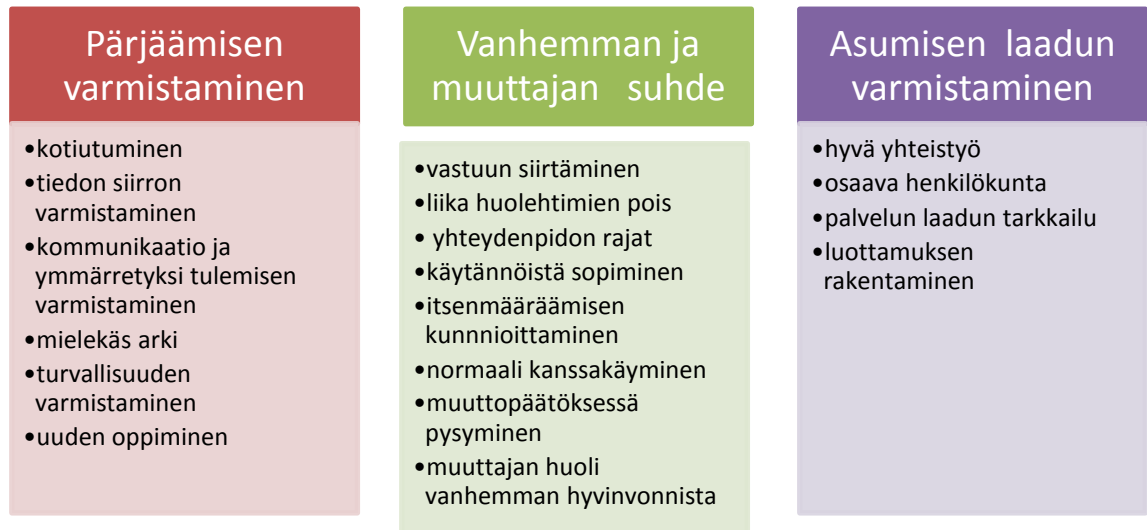 Pärjäämisen
varmistaminen
•kotiutuminen
•tiedon siirron
varmistaminen
•kommunikaatio ja
ymmärretyksi tulemisen
varmistaminen
•mielekäs arki
•turvallisuuden
varmistaminen
•uuden oppiminen
Vanhemman ja
muuttajan suhde
•vastuun siirtäminen
•liika huolehtimien pois
• yhteydenpidon rajat
•käytännöistä sopiminen
•itsenmääräämisen
kunnnioittaminen
•normaali kanssakäyminen
•muuttopäätöksessä
pysyminen
•muuttajan huoli
vanhemman hyvinvonnista
Asumisen laadun
varmistaminen
•hyvä yhteistyö
•osaava henkilökunta
•palvelun laadun tarkkailu
•luottamuksen
rakentaminen